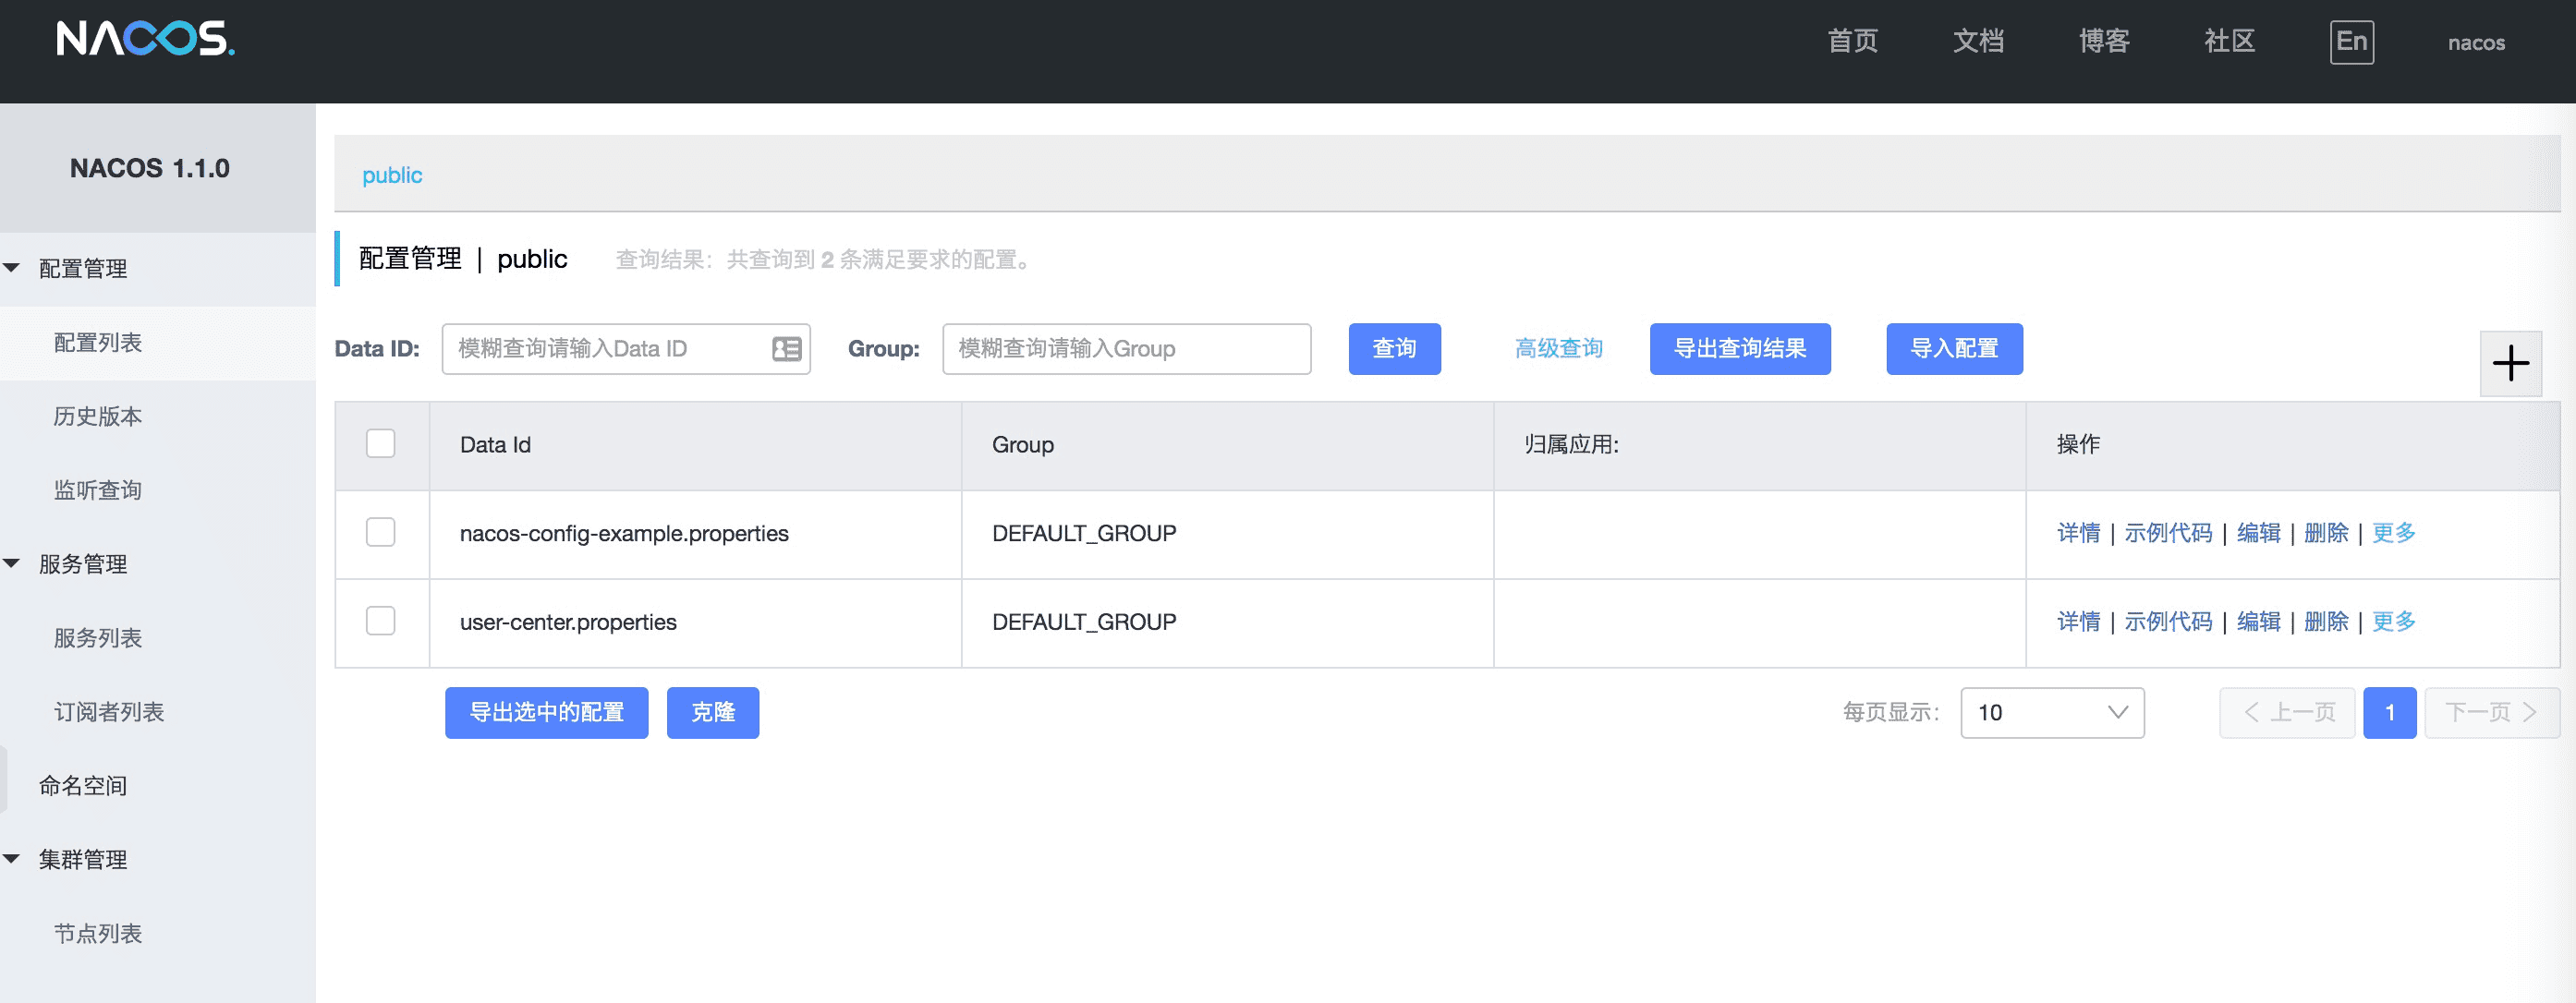 NACOS. 首页 文档 博客 社区 En nacos
NACOS 1.1.0
配置管理
配置列表
历史版本
监听查询
服务管理
服务列表
订阅者列表
命名空间
集群管理
节点列表
public
配置管理 | public 查询结果：共查询到 2 条满足要求的配置。
Data ID: 模糊查询请输入Data ID Group: 模糊查询请输入Group 查询 高级查询 导出查询结果 导入配置
Data Id Group 归属应用: 操作
nacos-config-example.properties DEFAULT_GROUP 详情 | 示例代码 | 编辑 | 删除 | 更多
user-center.properties DEFAULT_GROUP 详情 | 示例代码 | 编辑 | 删除 | 更多
导出选中的配置 克隆 每页显示： 10 上一页 1 下一页